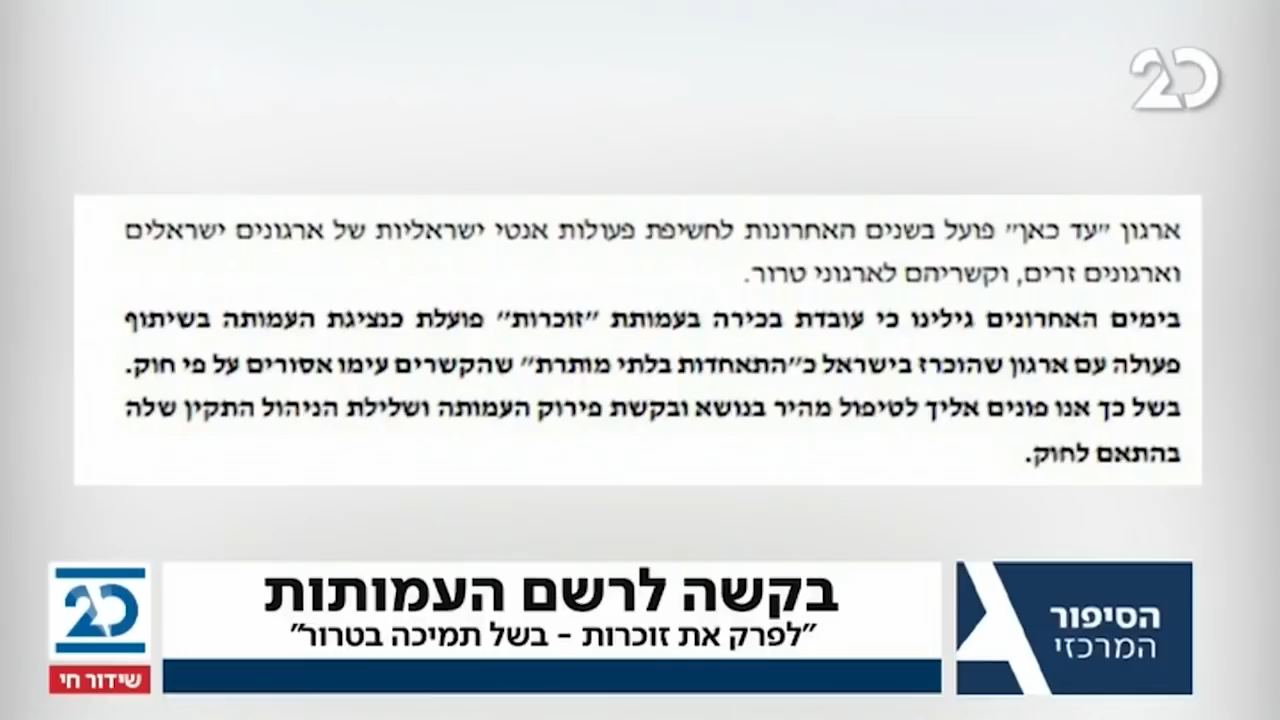 20
ארגון "עד כאן" פועל בשנים האחרונות לחשיפת פעולות אנטי ישראליות של ארגונים ישראלים
וארגונים זרים, וקשריהם לארגוני טרור.
בימים האחרונים גילינו כי עובדת בכירה בעמותת "זוכרות" פועלת כנציגת העמותה בשיתוף
פעולה עם ארגון שהוכרז בישראל כ"התאחדות בלתי מותרת" שהקשרים עימו אסורים על פי חוק.
בשל כך אנו פונים אליך לטיפול מהיר בנושא ובקשת פירוק העמותה ושלילת הניהול התקין שלה
בהתאם לחוק.
הסיפור
המרכזי
בקשה לרשם העמותות
"לפרק את זוכרות - בשל תמיכה בטרור"
20
שידור חי